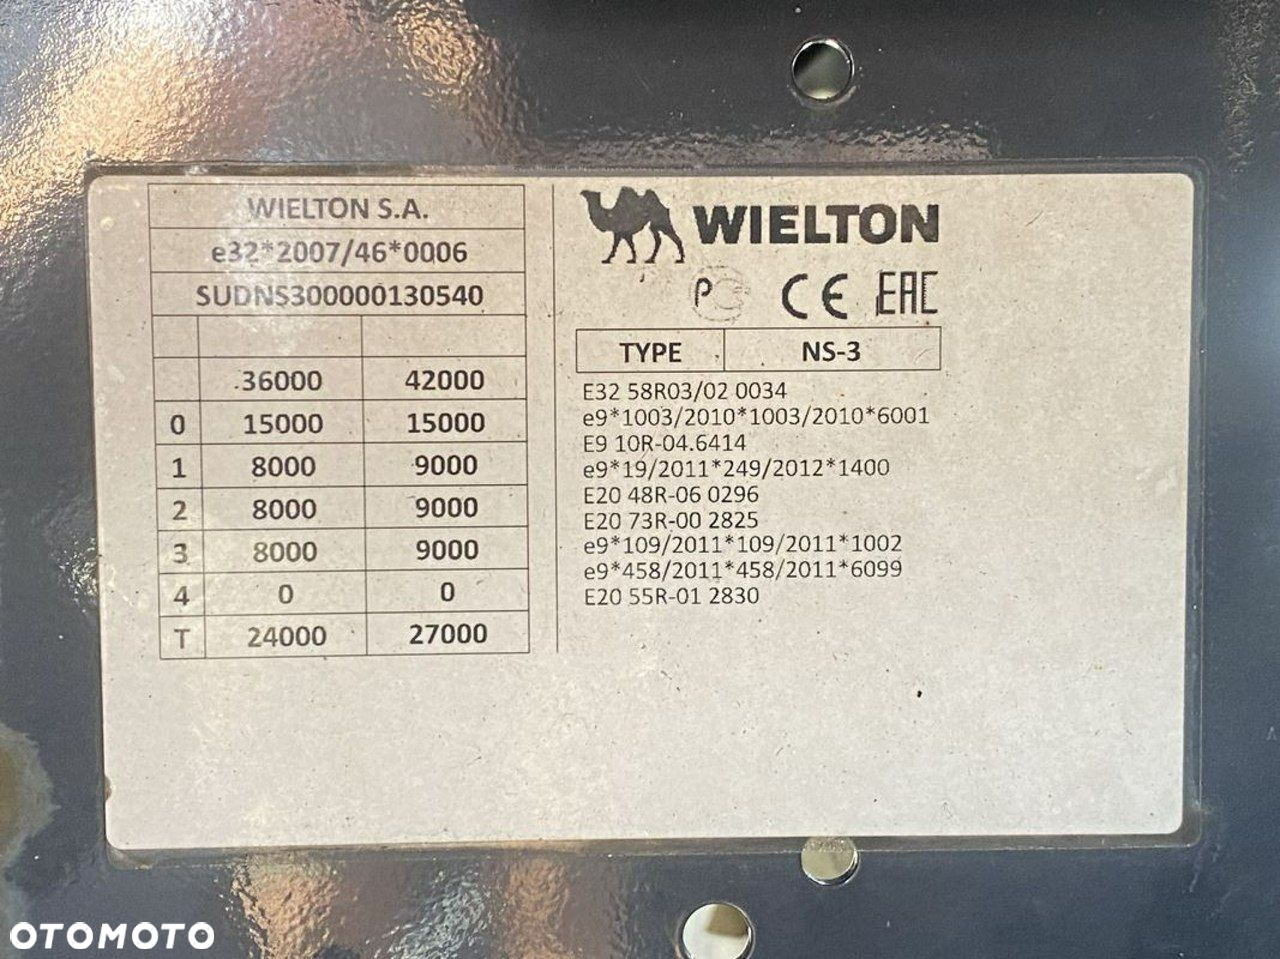 WIELTON S.A.
e32*2007/46*0006
SUDNS300000130540
36000 42000
0 15000 15000
1 8000 9000
2 8000 9000
3 8000 9000
4 0 0
T 24000 27000
WIELTON
PC CE EAC
TYPE NS-3
E32 58R03/02 0034
e9*1003/2010*1003/2010*6001
E9 10R-04.6414
e9*19/2011*249/2012*1400
E20 48R-06 0296
E20 73R-00 2825
e9*109/2011*109/2011*1002
e9*458/2011*458/2011*6099
E20 55R-01 2830
OTOMOTO